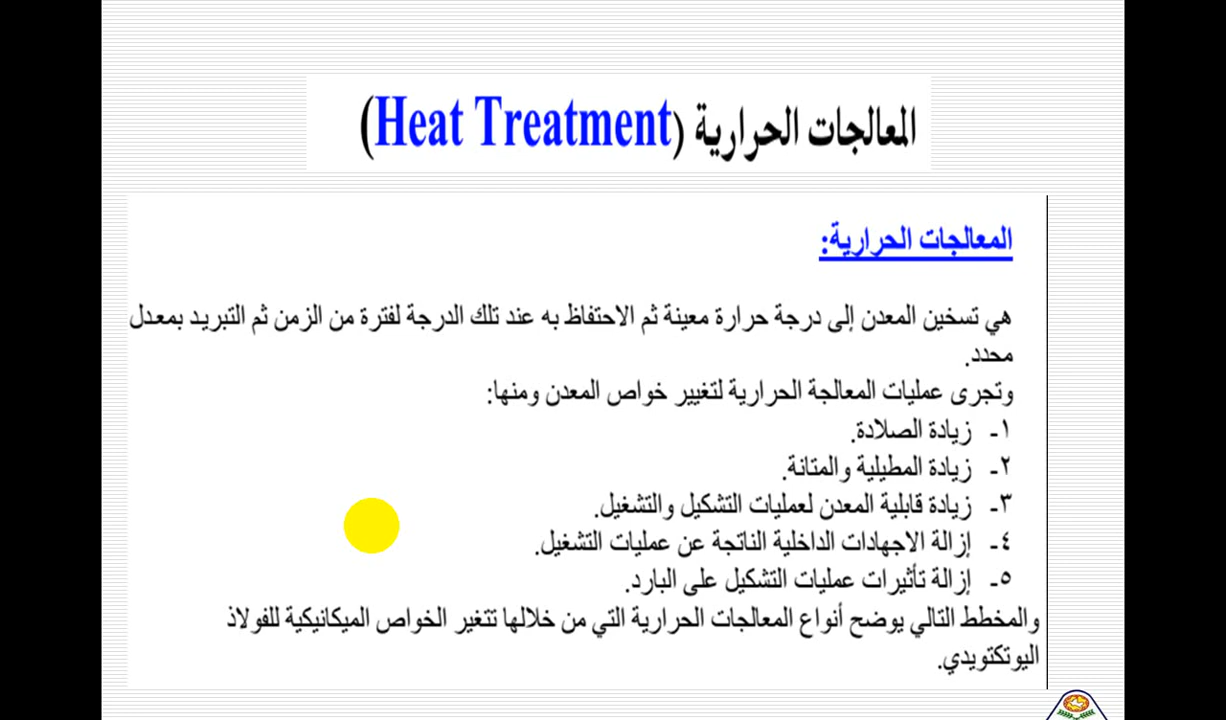 المعالجات الحرارية (Heat Treatment)
المعالجات الحرارية:
هي تسخين المعدن إلى درجة حرارة معينة ثم الاحتفاظ به عند تلك الدرجة لفترة من الزمن ثم التبريد بمعدل
محدد.
وتجرى عمليات المعالجة الحرارية لتغيير خواص المعدن ومنها:
١- زيادة الصلادة.
٢- زيادة المطيلية والمتانة.
٣- زيادة قابلية المعدن لعمليات التشكيل والتشغيل.
٤- إزالة الاجهادات الداخلية الناتجة عن عمليات التشغيل.
٥- إزالة تأثيرات عمليات التشكيل على البارد.
والمخطط التالي يوضح أنواع المعالجات الحرارية التي من خلالها تتغير الخواص الميكانيكية للفولاذ
اليوتكتويدي.